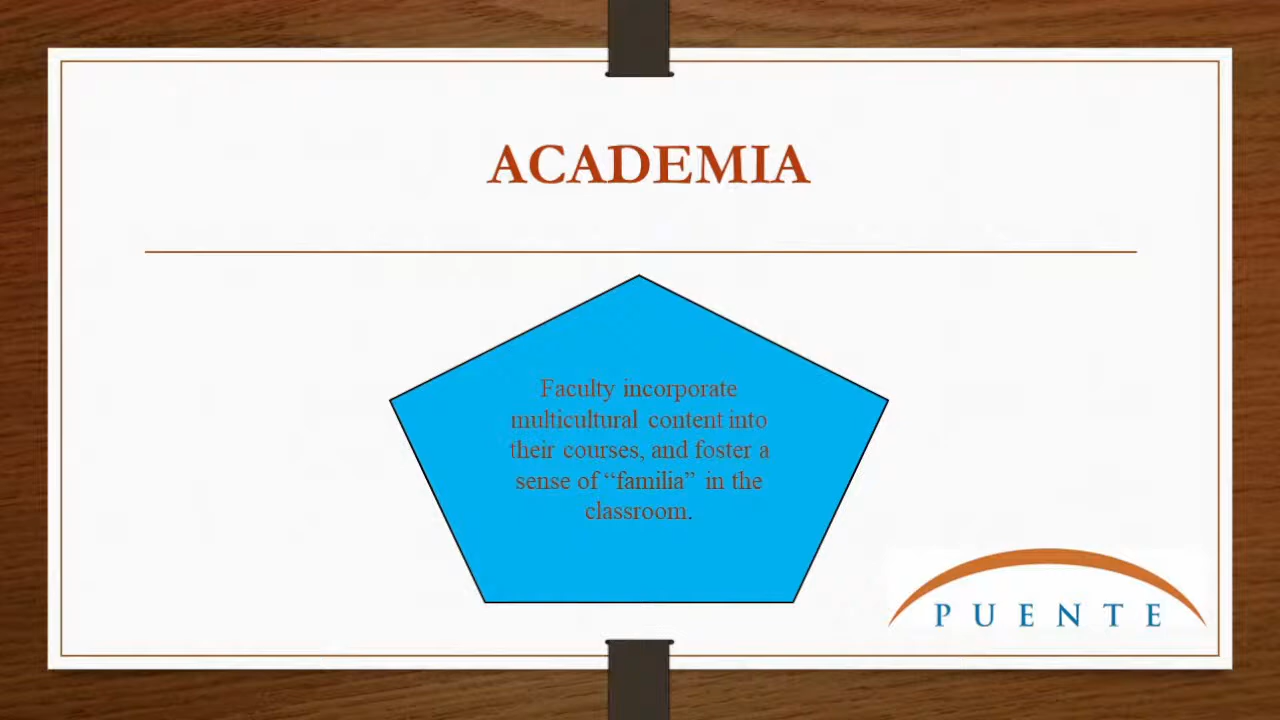 ACADEMIA
Faculty incorporate
multicultural content into
their courses, and foster a
sense of “familia” in the
classroom.
PUENTE